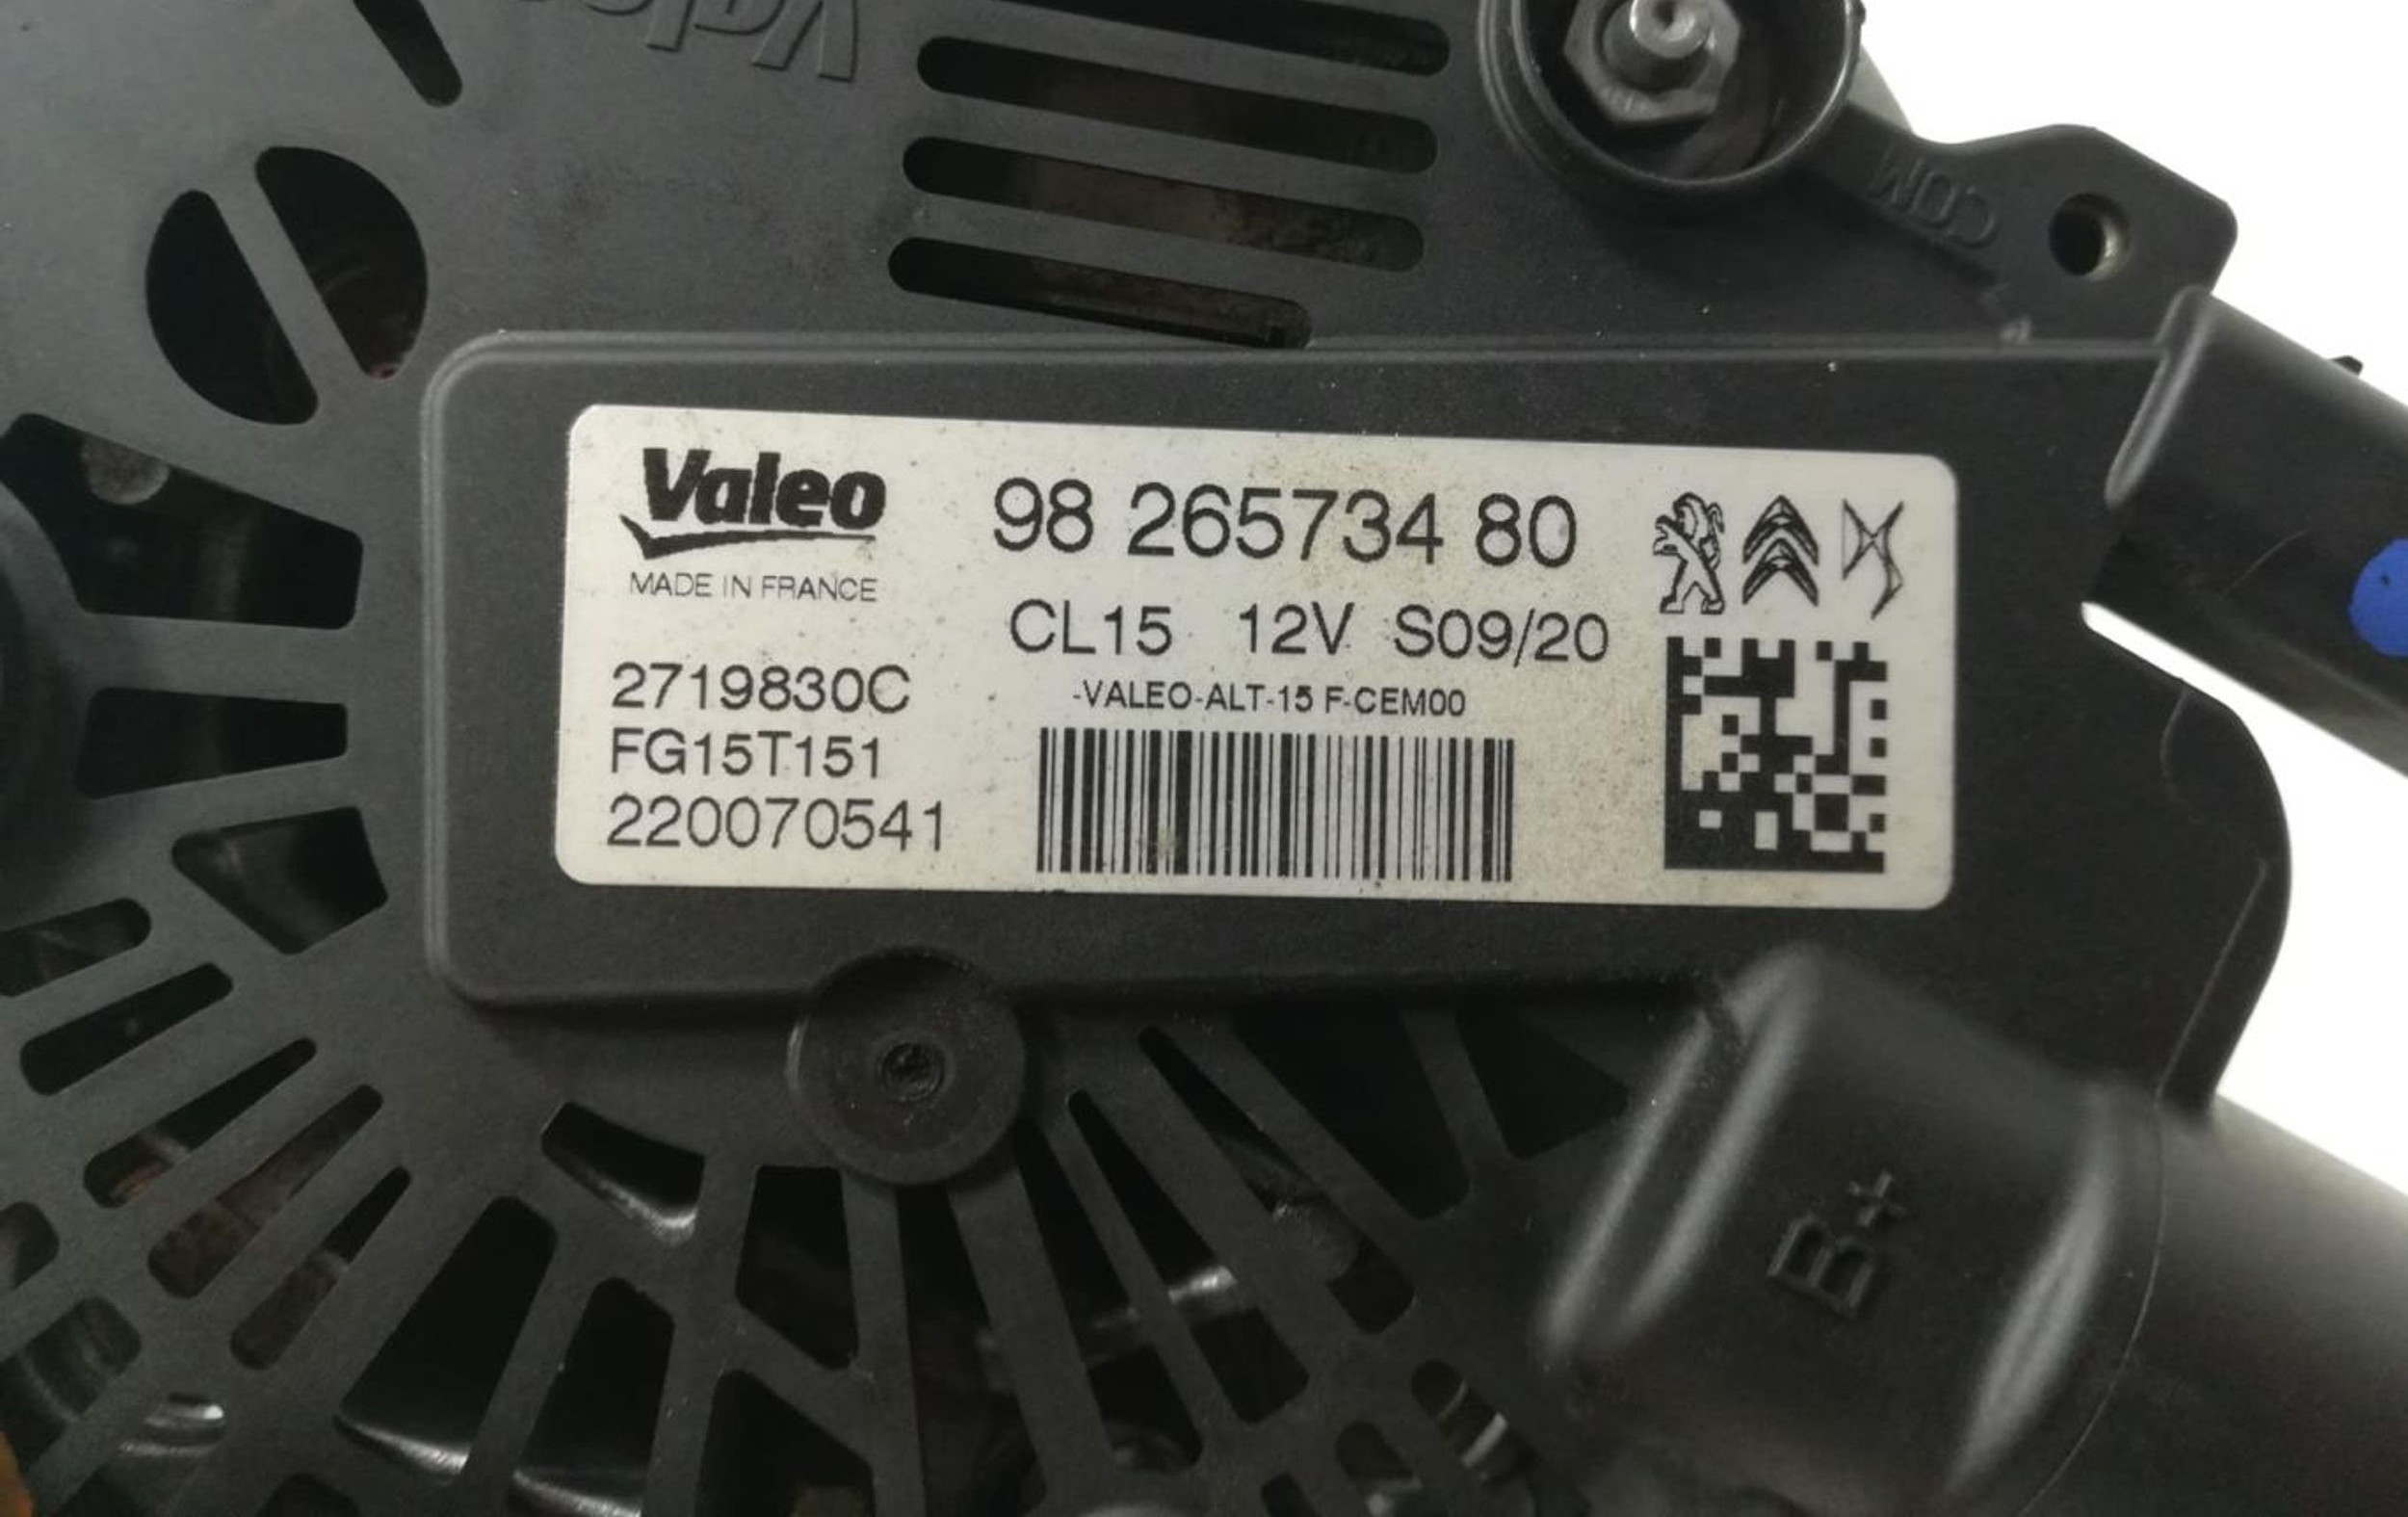 Valeo
COM
Valeo
MADE IN FRANCE
98 265734 80
CL15 12V S09/20
2719830C
-VALEO-ALT-15 F-CEM00
FG15T151
220070541
B+